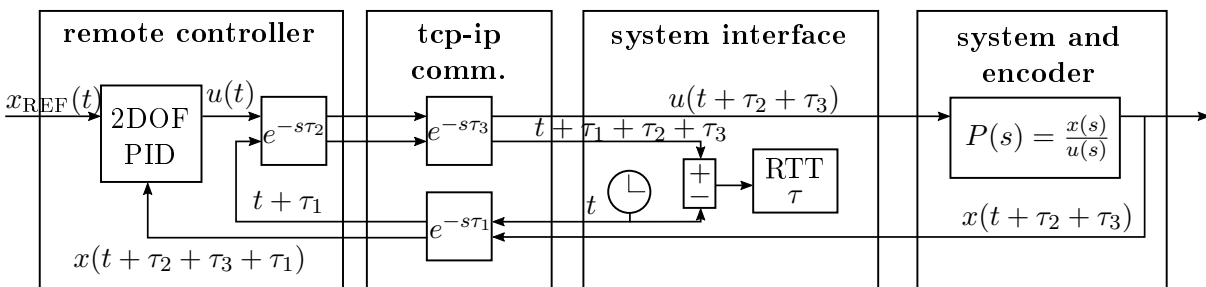 remote controller
tcp-ip
comm.
system interface
system and
encoder
x_REF(t)
2DOF
PID
u(t)
e^{-sτ_2}
e^{-sτ_3}
u(t + τ_2 + τ_3)
t + τ_1 + τ_2 + τ_3
P(s) = x(s)/u(s)
+
−
RTT
τ
t + τ_1
e^{-sτ_1}
t
x(t + τ_2 + τ_3)
x(t + τ_2 + τ_3 + τ_1)